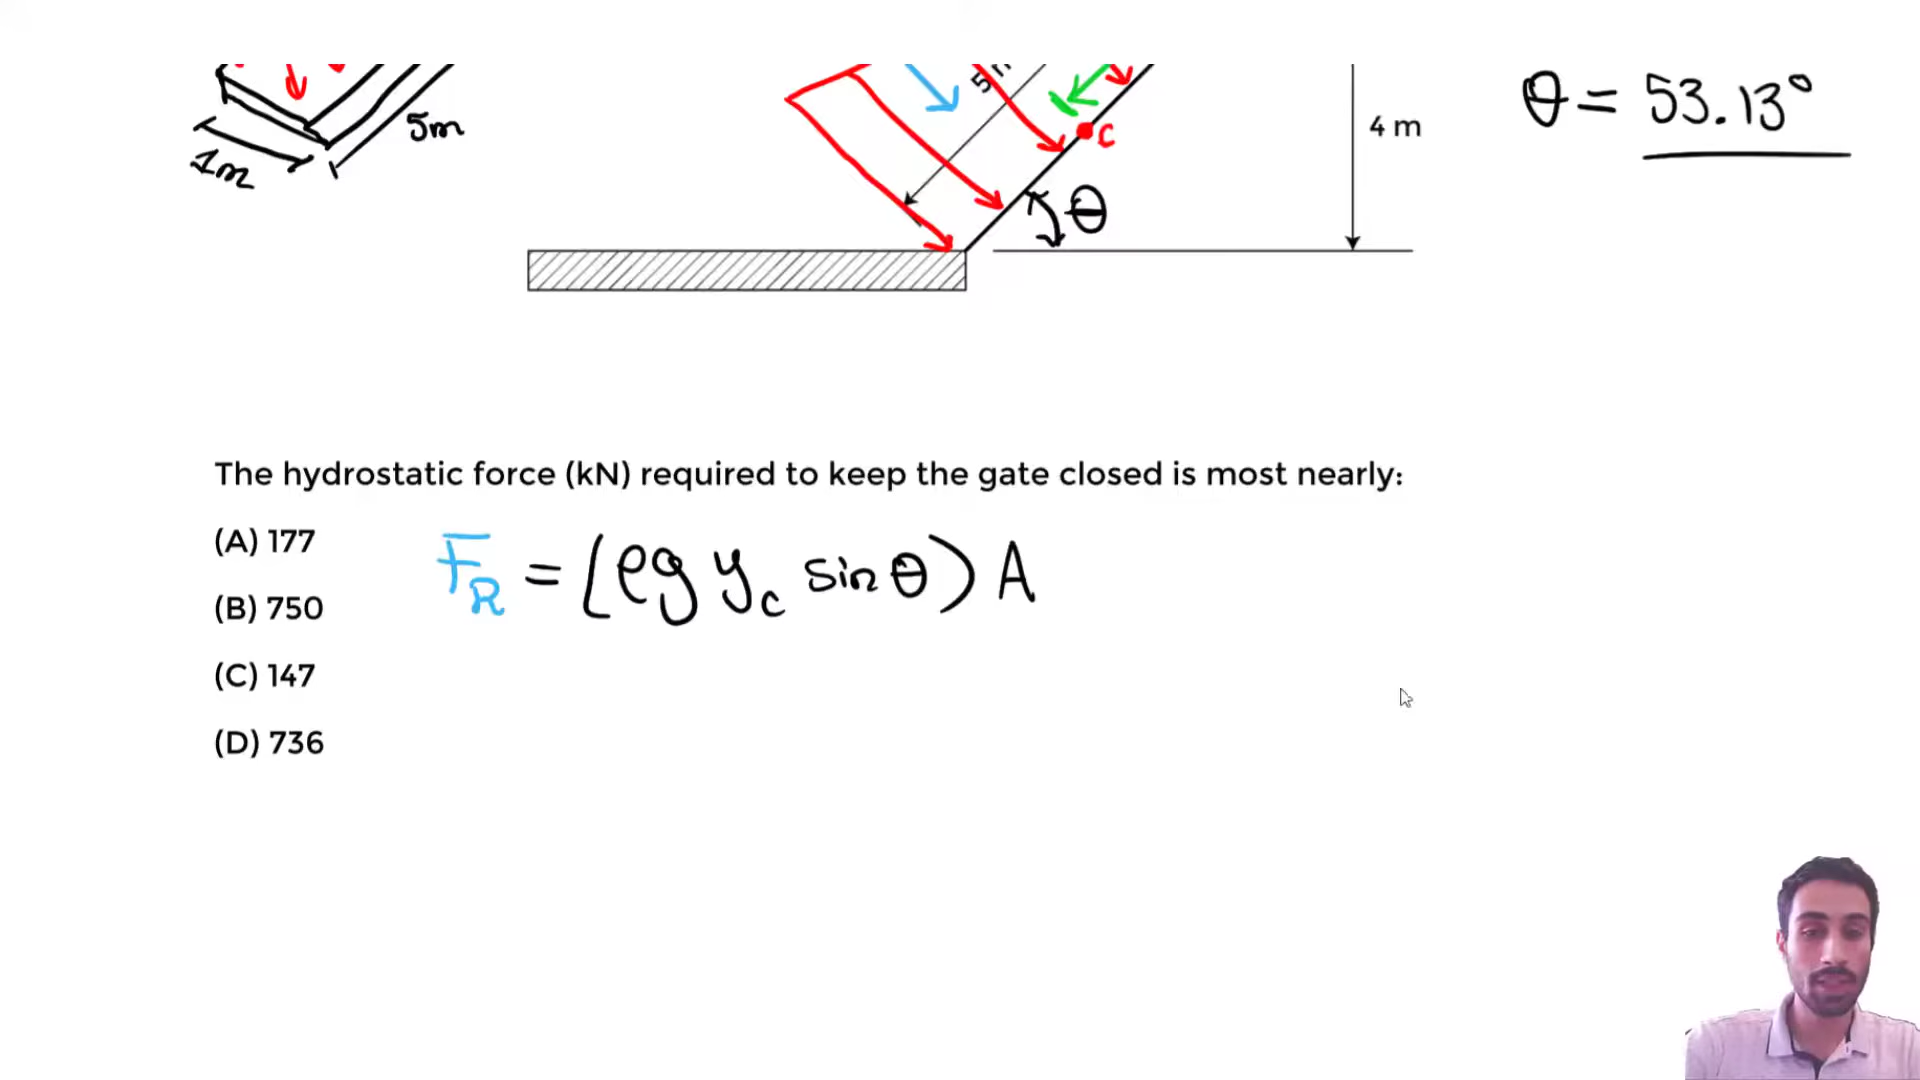 5m
1m
5
C
θ
4 m
θ = 53.13°
The hydrostatic force (kN) required to keep the gate closed is most nearly:
(A) 177
(B) 750
(C) 147
(D) 736
F_R = (ρg y_c sin θ) A